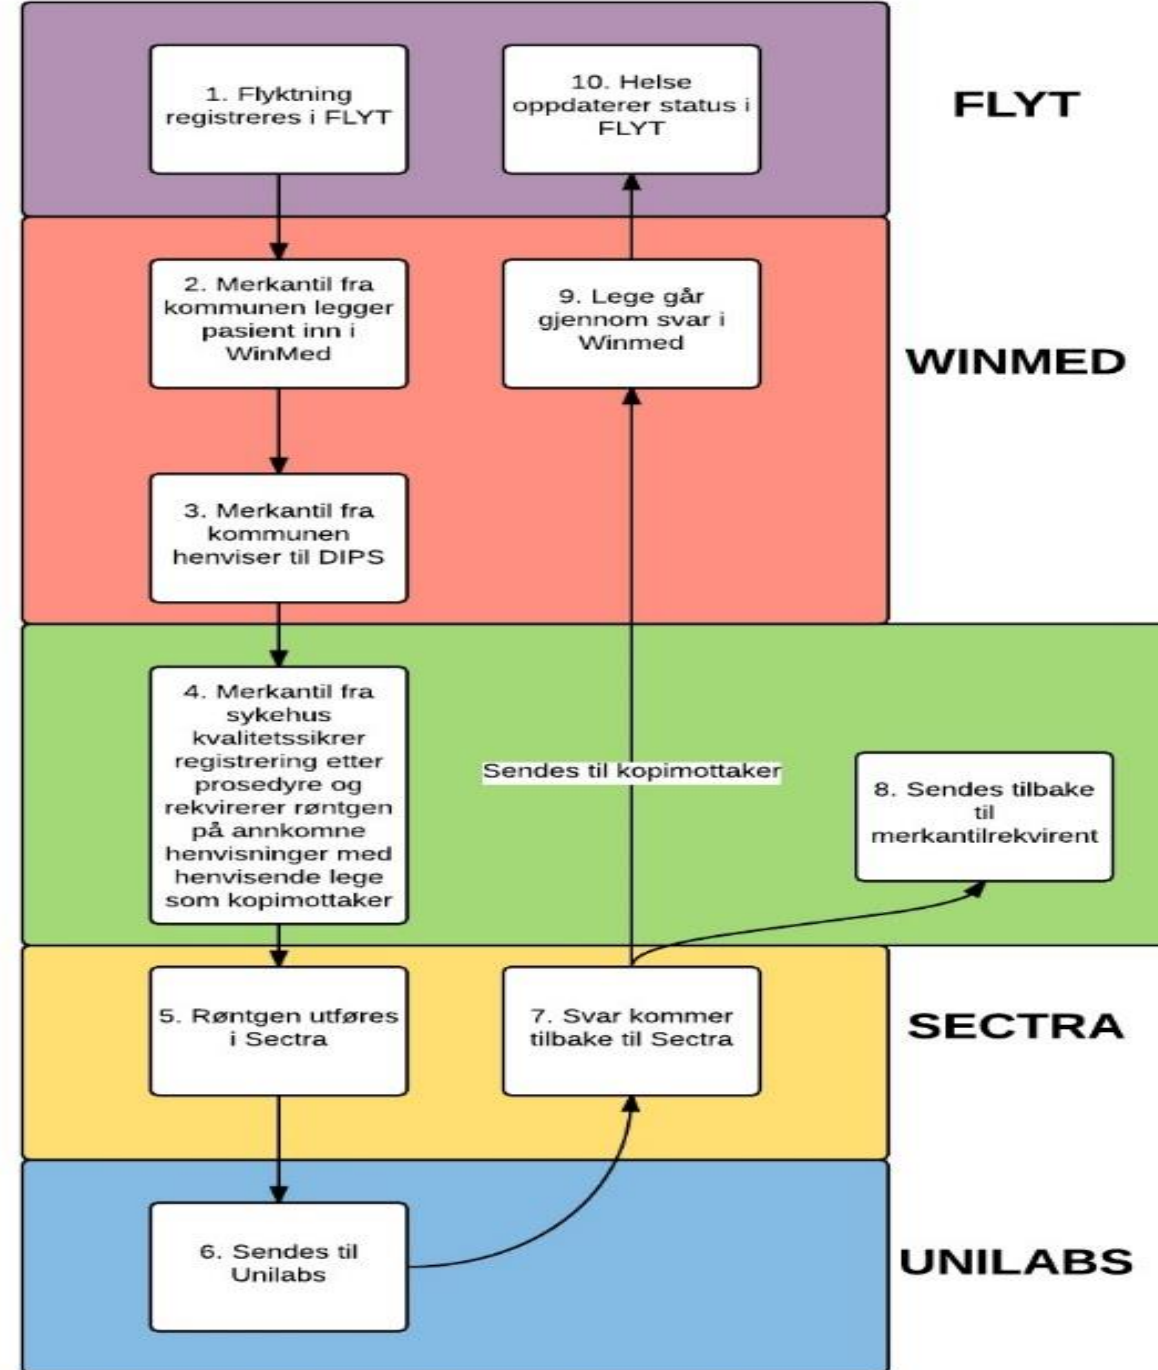 1. Flyktning
registreres i FLYT
10. Helse
oppdaterer status i
FLYT
FLYT
2. Merkantil fra
kommunen legger
pasient inn i
WinMed
9. Lege går
gjennom svar i
Winmed
WINMED
3. Merkantil fra
kommunen
henviser til DIPS
4. Merkantil fra
sykehus
kvalitetssikrer
registrering etter
prosedyre og
rekvirerer røntgen
på annkomne
henvisninger med
henvisende lege
som kopimottaker
Sendes til kopimottaker
8. Sendes tilbake
til
merkantilrekvirent
5. Røntgen utføres
i Sectra
7. Svar kommer
tilbake til Sectra
SECTRA
6. Sendes til
Unilabs
UNILABS